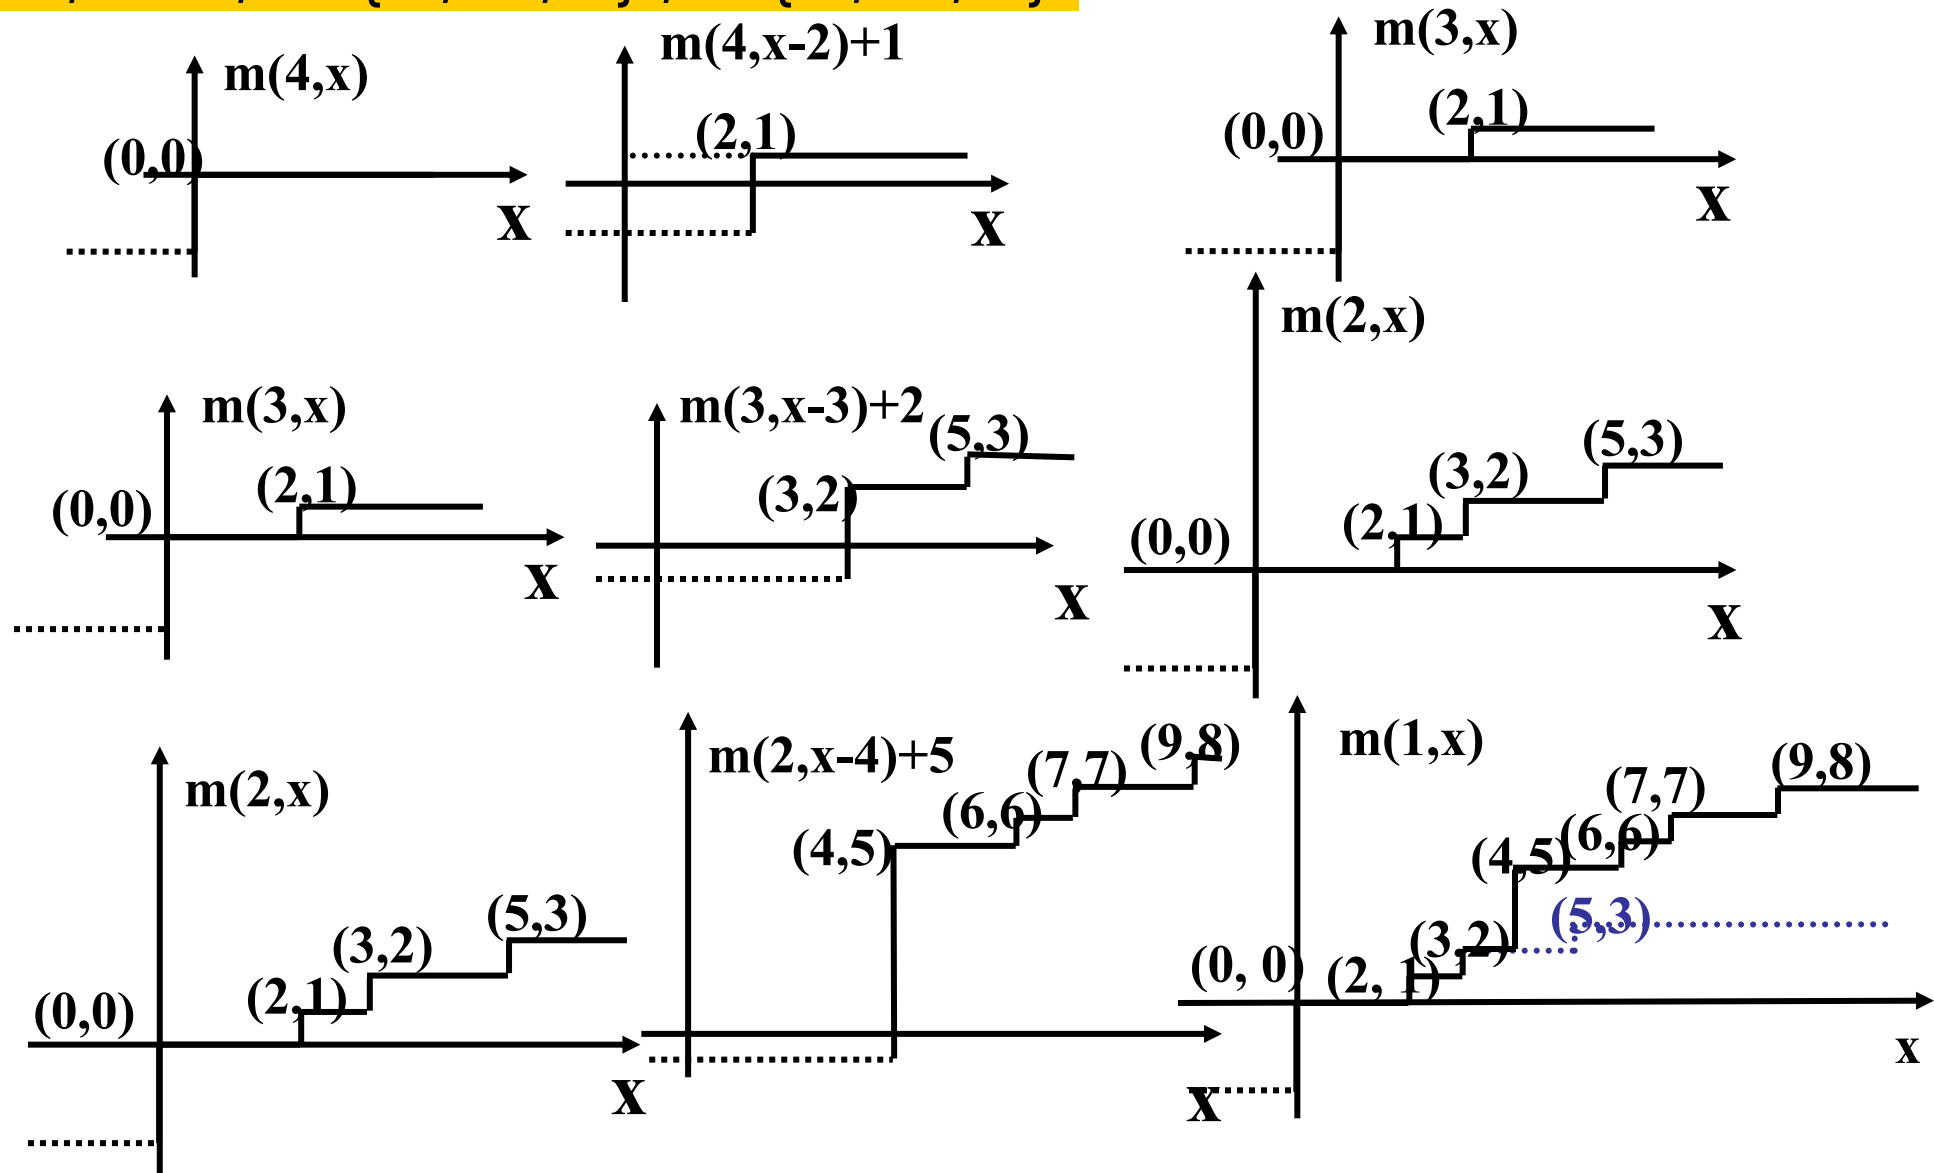 m(4,x)
(0,0)
x
m(4,x-2)+1
(2,1)
x
m(3,x)
(0,0)
(2,1)
x
m(3,x)
(0,0)
(2,1)
x
m(3,x-3)+2
(3,2)
(5,3)
x
m(2,x)
(0,0)
(2,1)
(3,2)
(5,3)
x
m(2,x)
(0,0)
(2,1)
(3,2)
(5,3)
x
m(2,x-4)+5
(4,5)
(6,6)
(7,7)
(9,8)
x
m(1,x)
(0, 0)
(2, 1)
(3,2)
(4,5)
(6,6)
(7,7)
(9,8)
(5,3)
x